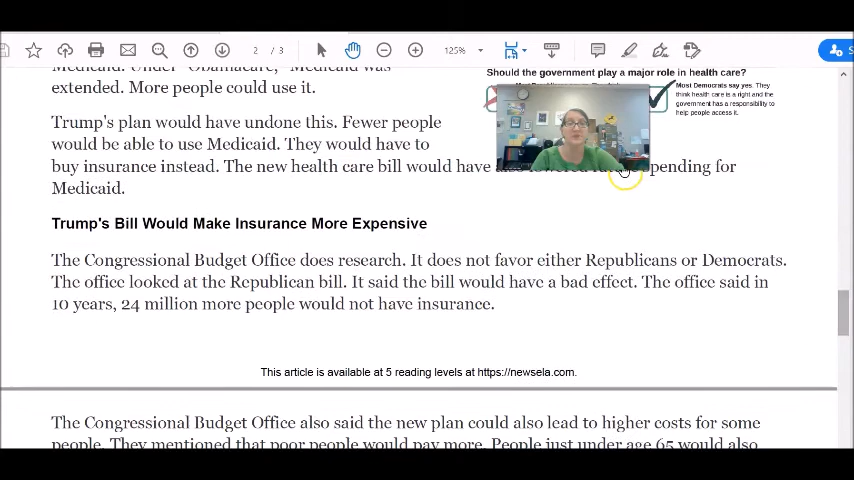 2 / 3
125%
S
Medicaid. Under "Obamacare," Medicaid was
extended. More people could use it.
Trump's plan would have undone this. Fewer people
would be able to use Medicaid. They would have to
buy insurance instead. The new health care bill would have also lowered spending for
Medicaid.
Should the government play a major role in health care?
Most Democrats say yes. They
think health care is a right and the
government has a responsibility to
help people access it.
Trump's Bill Would Make Insurance More Expensive
The Congressional Budget Office does research. It does not favor either Republicans or Democrats.
The office looked at the Republican bill. It said the bill would have a bad effect. The office said in
10 years, 24 million more people would not have insurance.
This article is available at 5 reading levels at https://newsela.com.
The Congressional Budget Office also said the new plan could also lead to higher costs for some
people. They mentioned that poor people would pay more. People just under age 65 would also